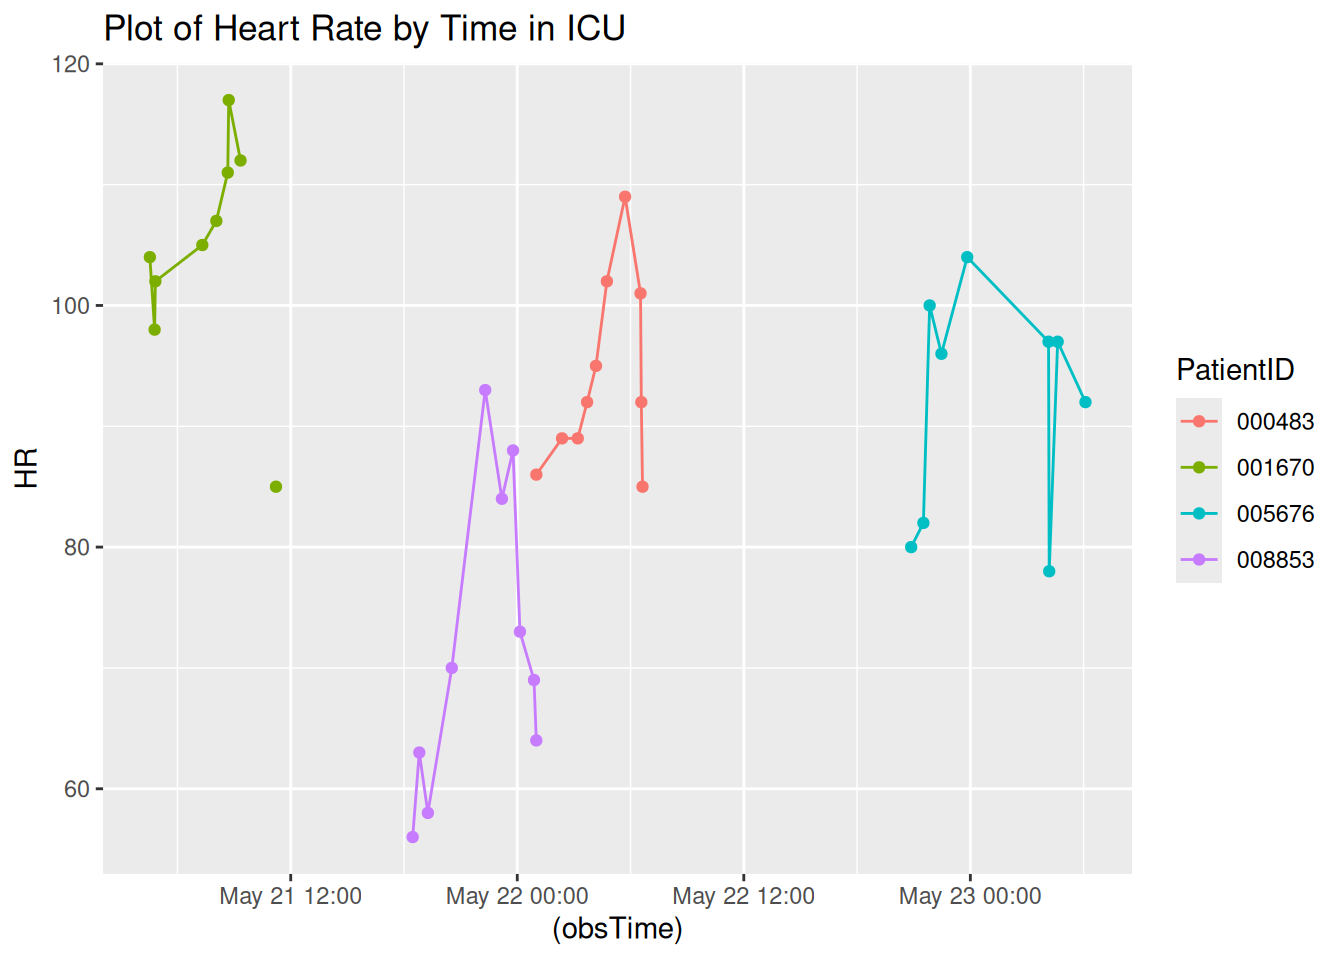 Plot of Heart Rate by Time in ICU
120
100
80
60
HR
May 21 12:00
May 22 00:00
May 22 12:00
May 23 00:00
(obsTime)
PatientID
000483
001670
005676
008853